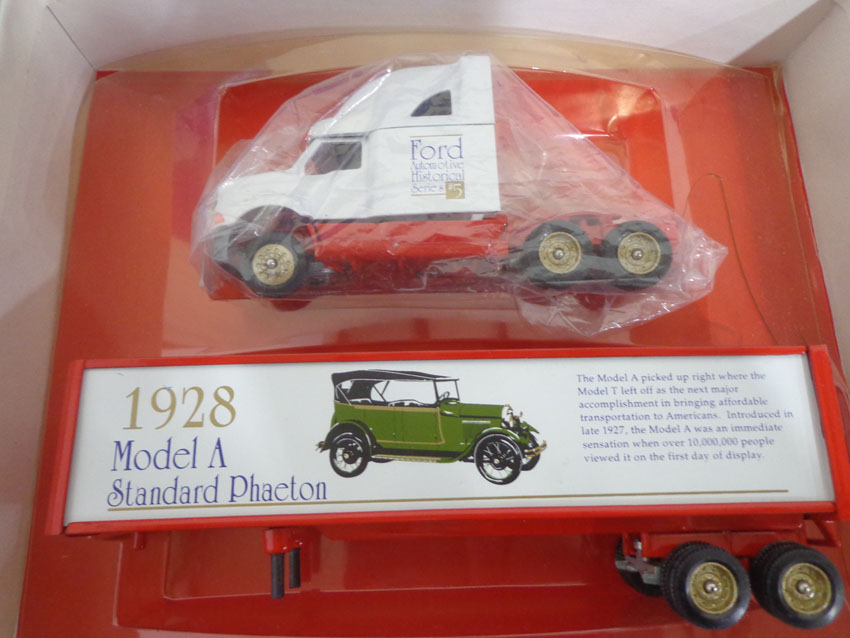 Ford
Automotive
Historical
Series #5
1928
Model A
Standard Phaeton
The Model A picked up right where the
Model T left off as the next major
accomplishment in bringing affordable
transportation to Americans. Introduced in
late 1927, the Model A was an immediate
sensation when over 10,000,000 people
viewed it on the first day of display.